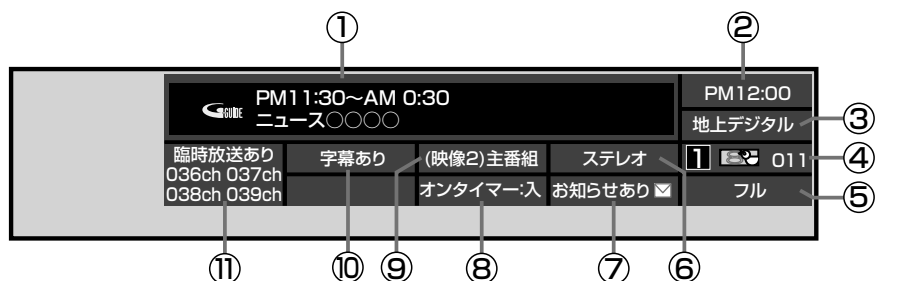 ① ②
G GUIDE PM11:30～AM 0:30
ニュース○○○○
PM12:00
地上デジタル ③
臨時放送あり 字幕あり (映像2)主番組 ステレオ 1 011 ④
036ch 037ch
038ch 039ch オンタイマー:入 お知らせあり フル ⑤
⑪ ⑩ ⑨ ⑧ ⑦ ⑥